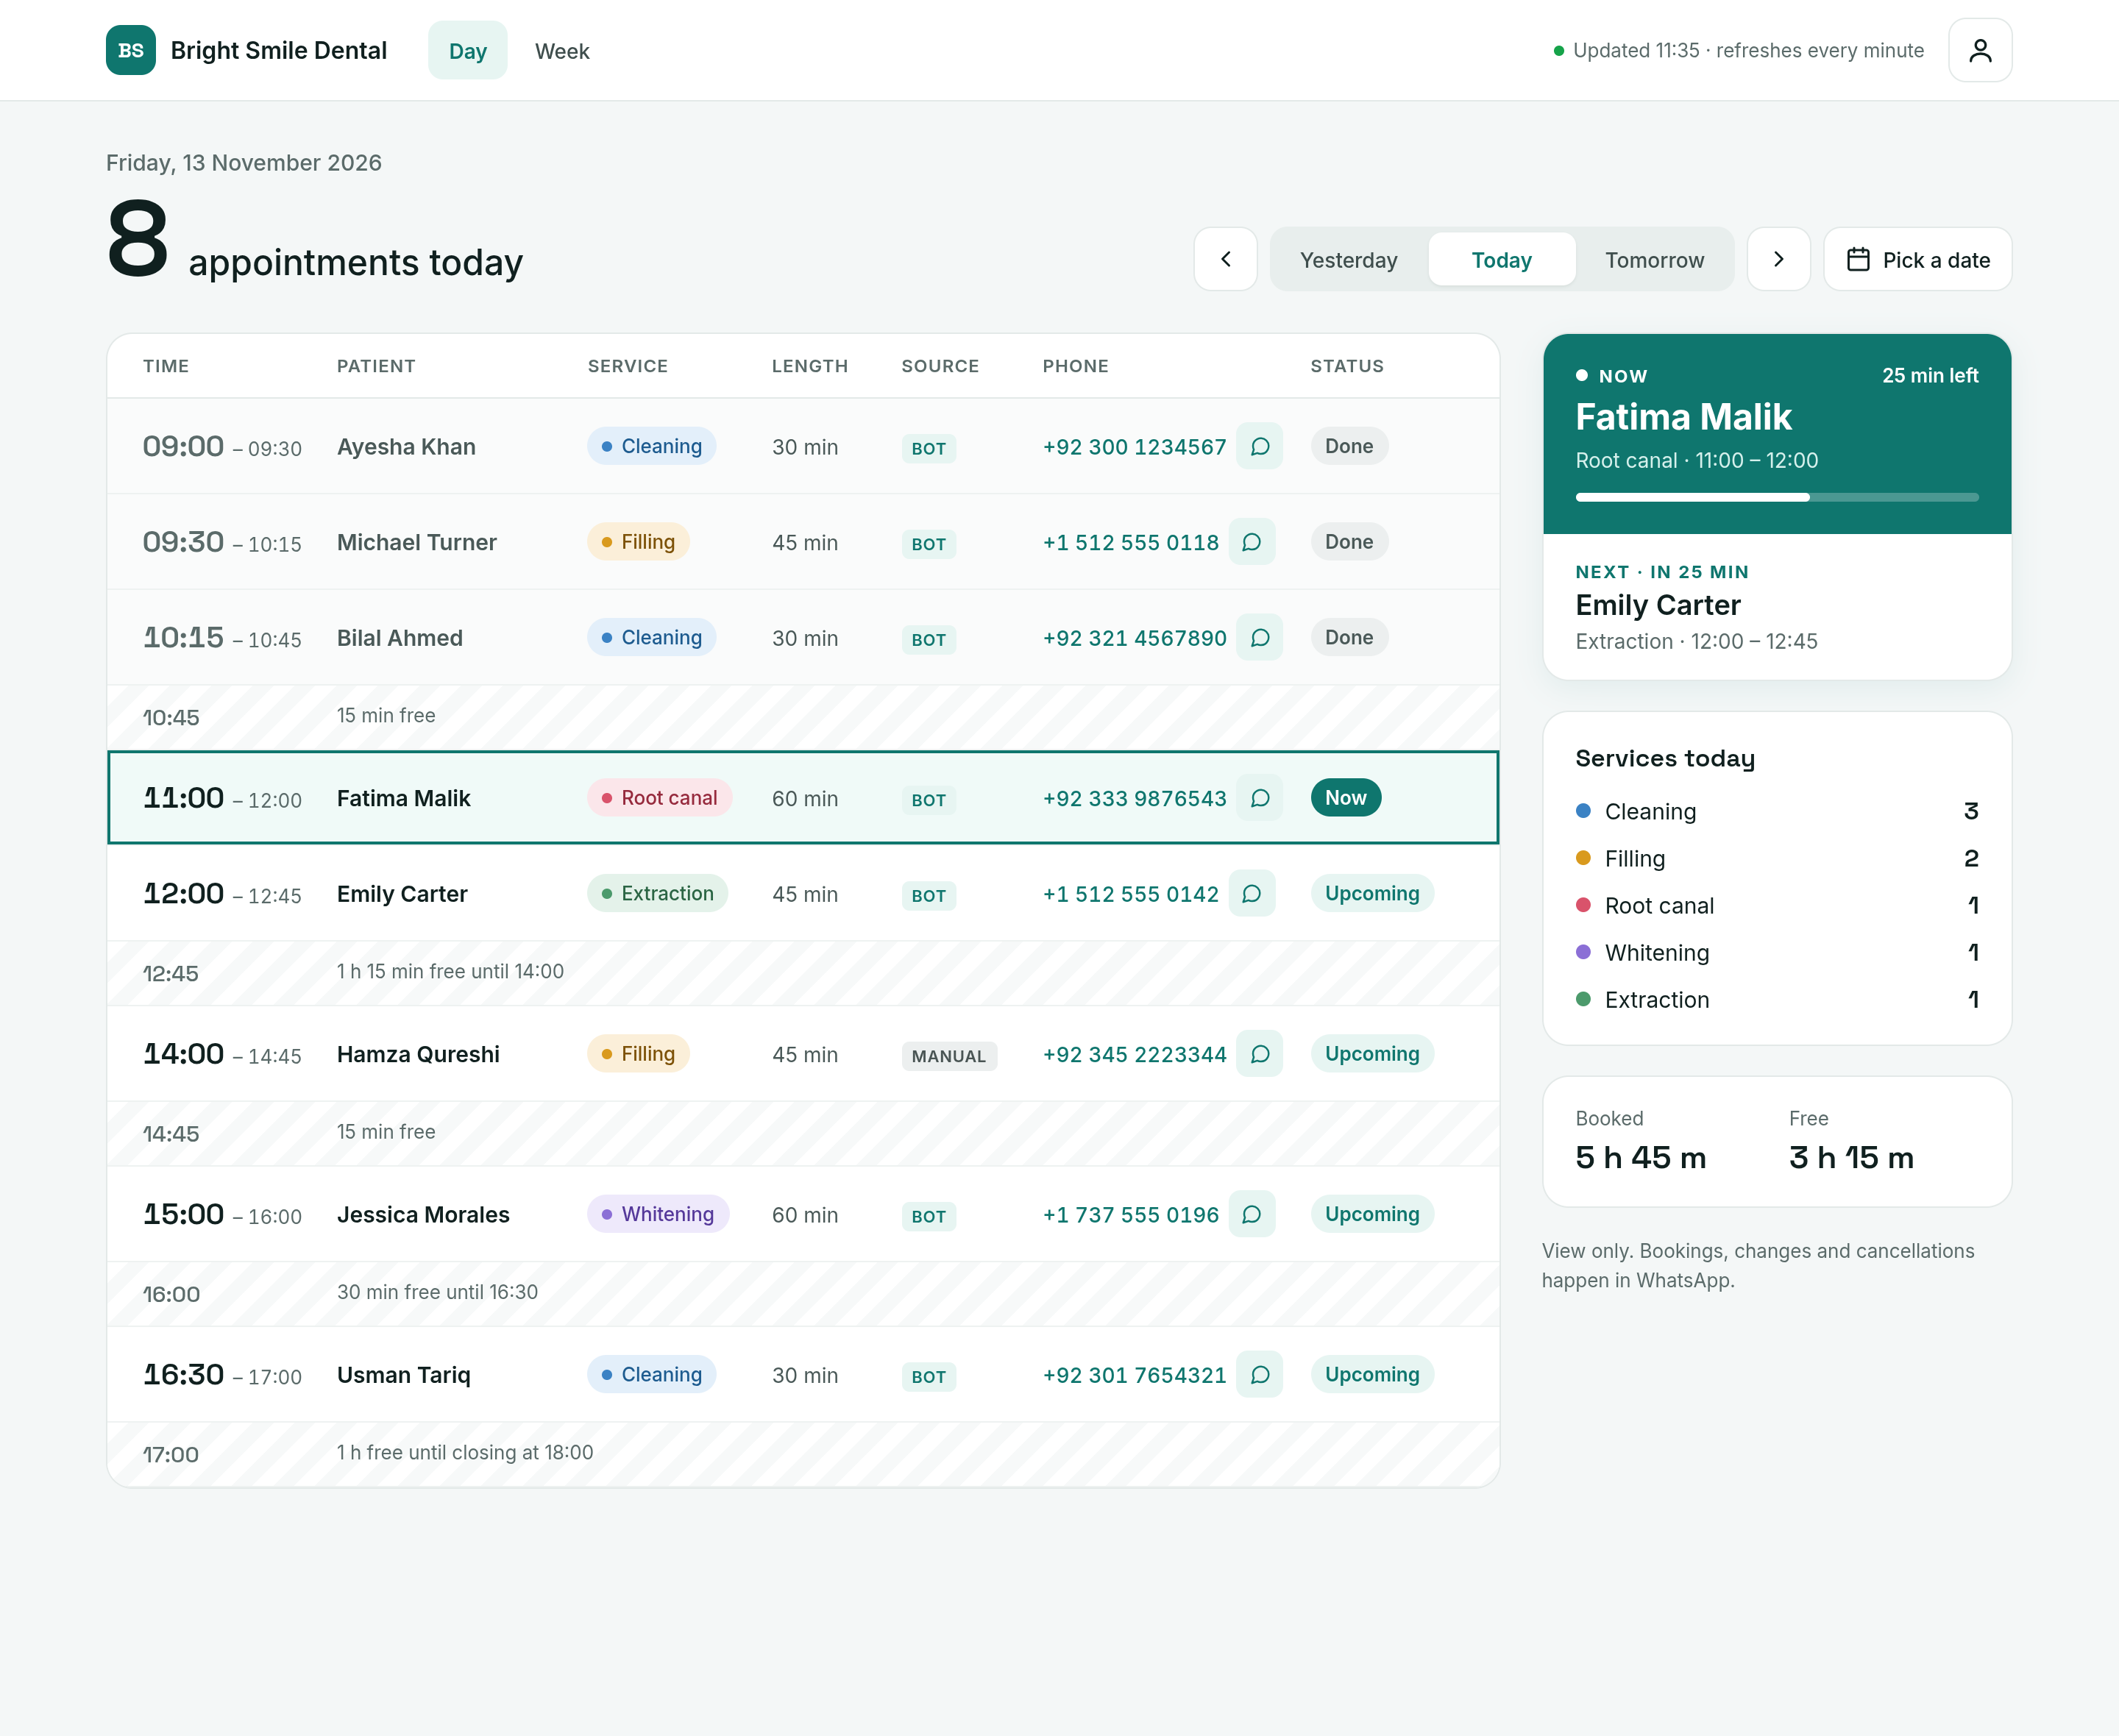 BS Bright Smile Dental Day Week Updated 11:35 · refreshes every minute
Friday, 13 November 2026
8 appointments today
Yesterday Today Tomorrow Pick a date
TIME PATIENT SERVICE LENGTH SOURCE PHONE STATUS
09:00 – 09:30 Ayesha Khan Cleaning 30 min BOT +92 300 1234567 Done
09:30 – 10:15 Michael Turner Filling 45 min BOT +1 512 555 0118 Done
10:15 – 10:45 Bilal Ahmed Cleaning 30 min BOT +92 321 4567890 Done
10:45 15 min free
11:00 – 12:00 Fatima Malik Root canal 60 min BOT +92 333 9876543 Now
12:00 – 12:45 Emily Carter Extraction 45 min BOT +1 512 555 0142 Upcoming
12:45 1 h 15 min free until 14:00
14:00 – 14:45 Hamza Qureshi Filling 45 min MANUAL +92 345 2223344 Upcoming
14:45 15 min free
15:00 – 16:00 Jessica Morales Whitening 60 min BOT +1 737 555 0196 Upcoming
16:00 30 min free until 16:30
16:30 – 17:00 Usman Tariq Cleaning 30 min BOT +92 301 7654321 Upcoming
17:00 1 h free until closing at 18:00
NOW 25 min left
Fatima Malik
Root canal · 11:00 – 12:00
NEXT · IN 25 MIN
Emily Carter
Extraction · 12:00 – 12:45
Services today
Cleaning 3
Filling 2
Root canal 1
Whitening 1
Extraction 1
Booked Free
5 h 45 m 3 h 15 m
View only. Bookings, changes and cancellations
happen in WhatsApp.